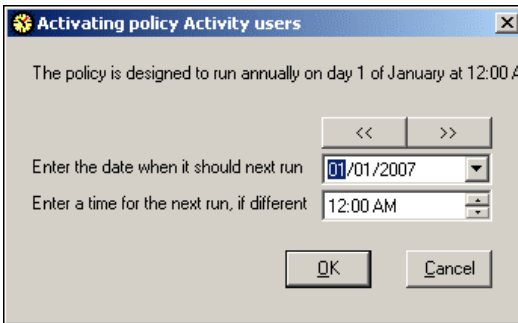 Activating policy Activity users
The policy is designed to run annually on day 1 of January at 12:00 A
<< >>
Enter the date when it should next run 01/01/2007
Enter a time for the next run, if different 12:00 AM
OK Cancel